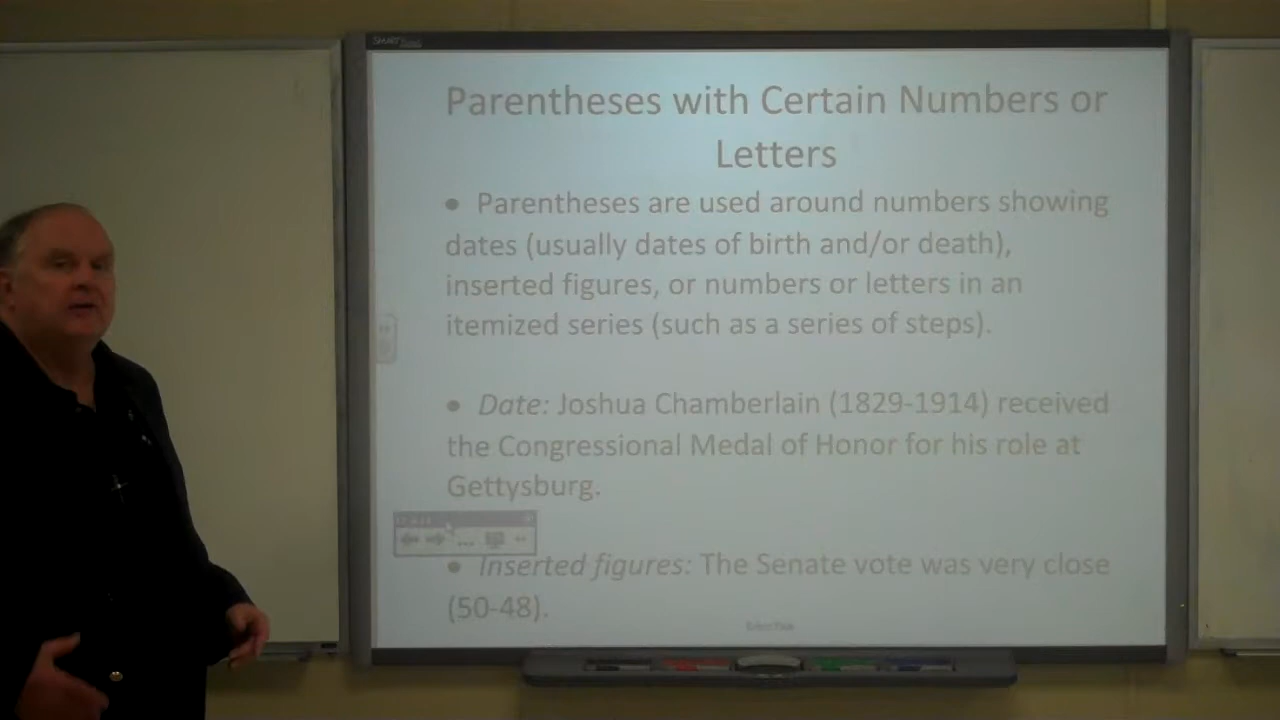 Parentheses with Certain Numbers or
Letters
• Parentheses are used around numbers showing
dates (usually dates of birth and/or death),
inserted figures, or numbers or letters in an
itemized series (such as a series of steps).
• Date: Joshua Chamberlain (1829-1914) received
the Congressional Medal of Honor for his role at
Gettysburg.
• Inserted figures: The Senate vote was very close
(50-48).